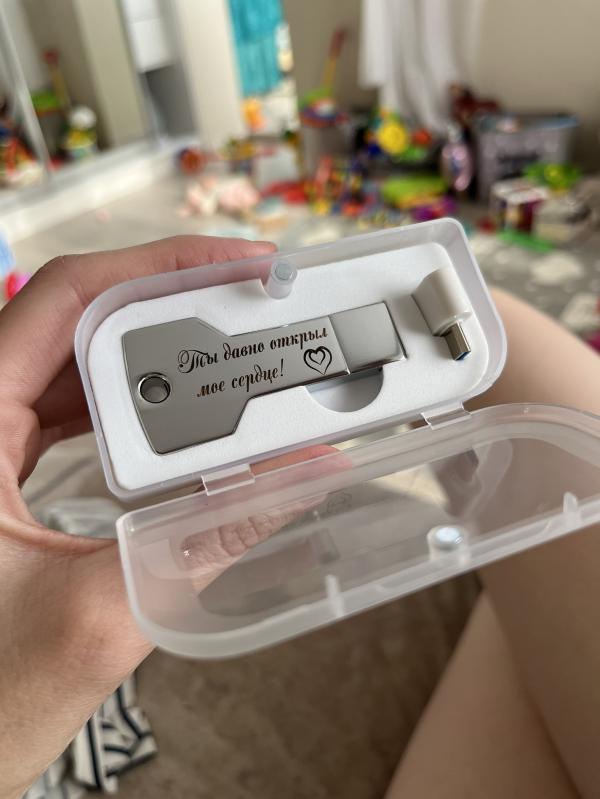 Ты давно открыл
мое сердце!